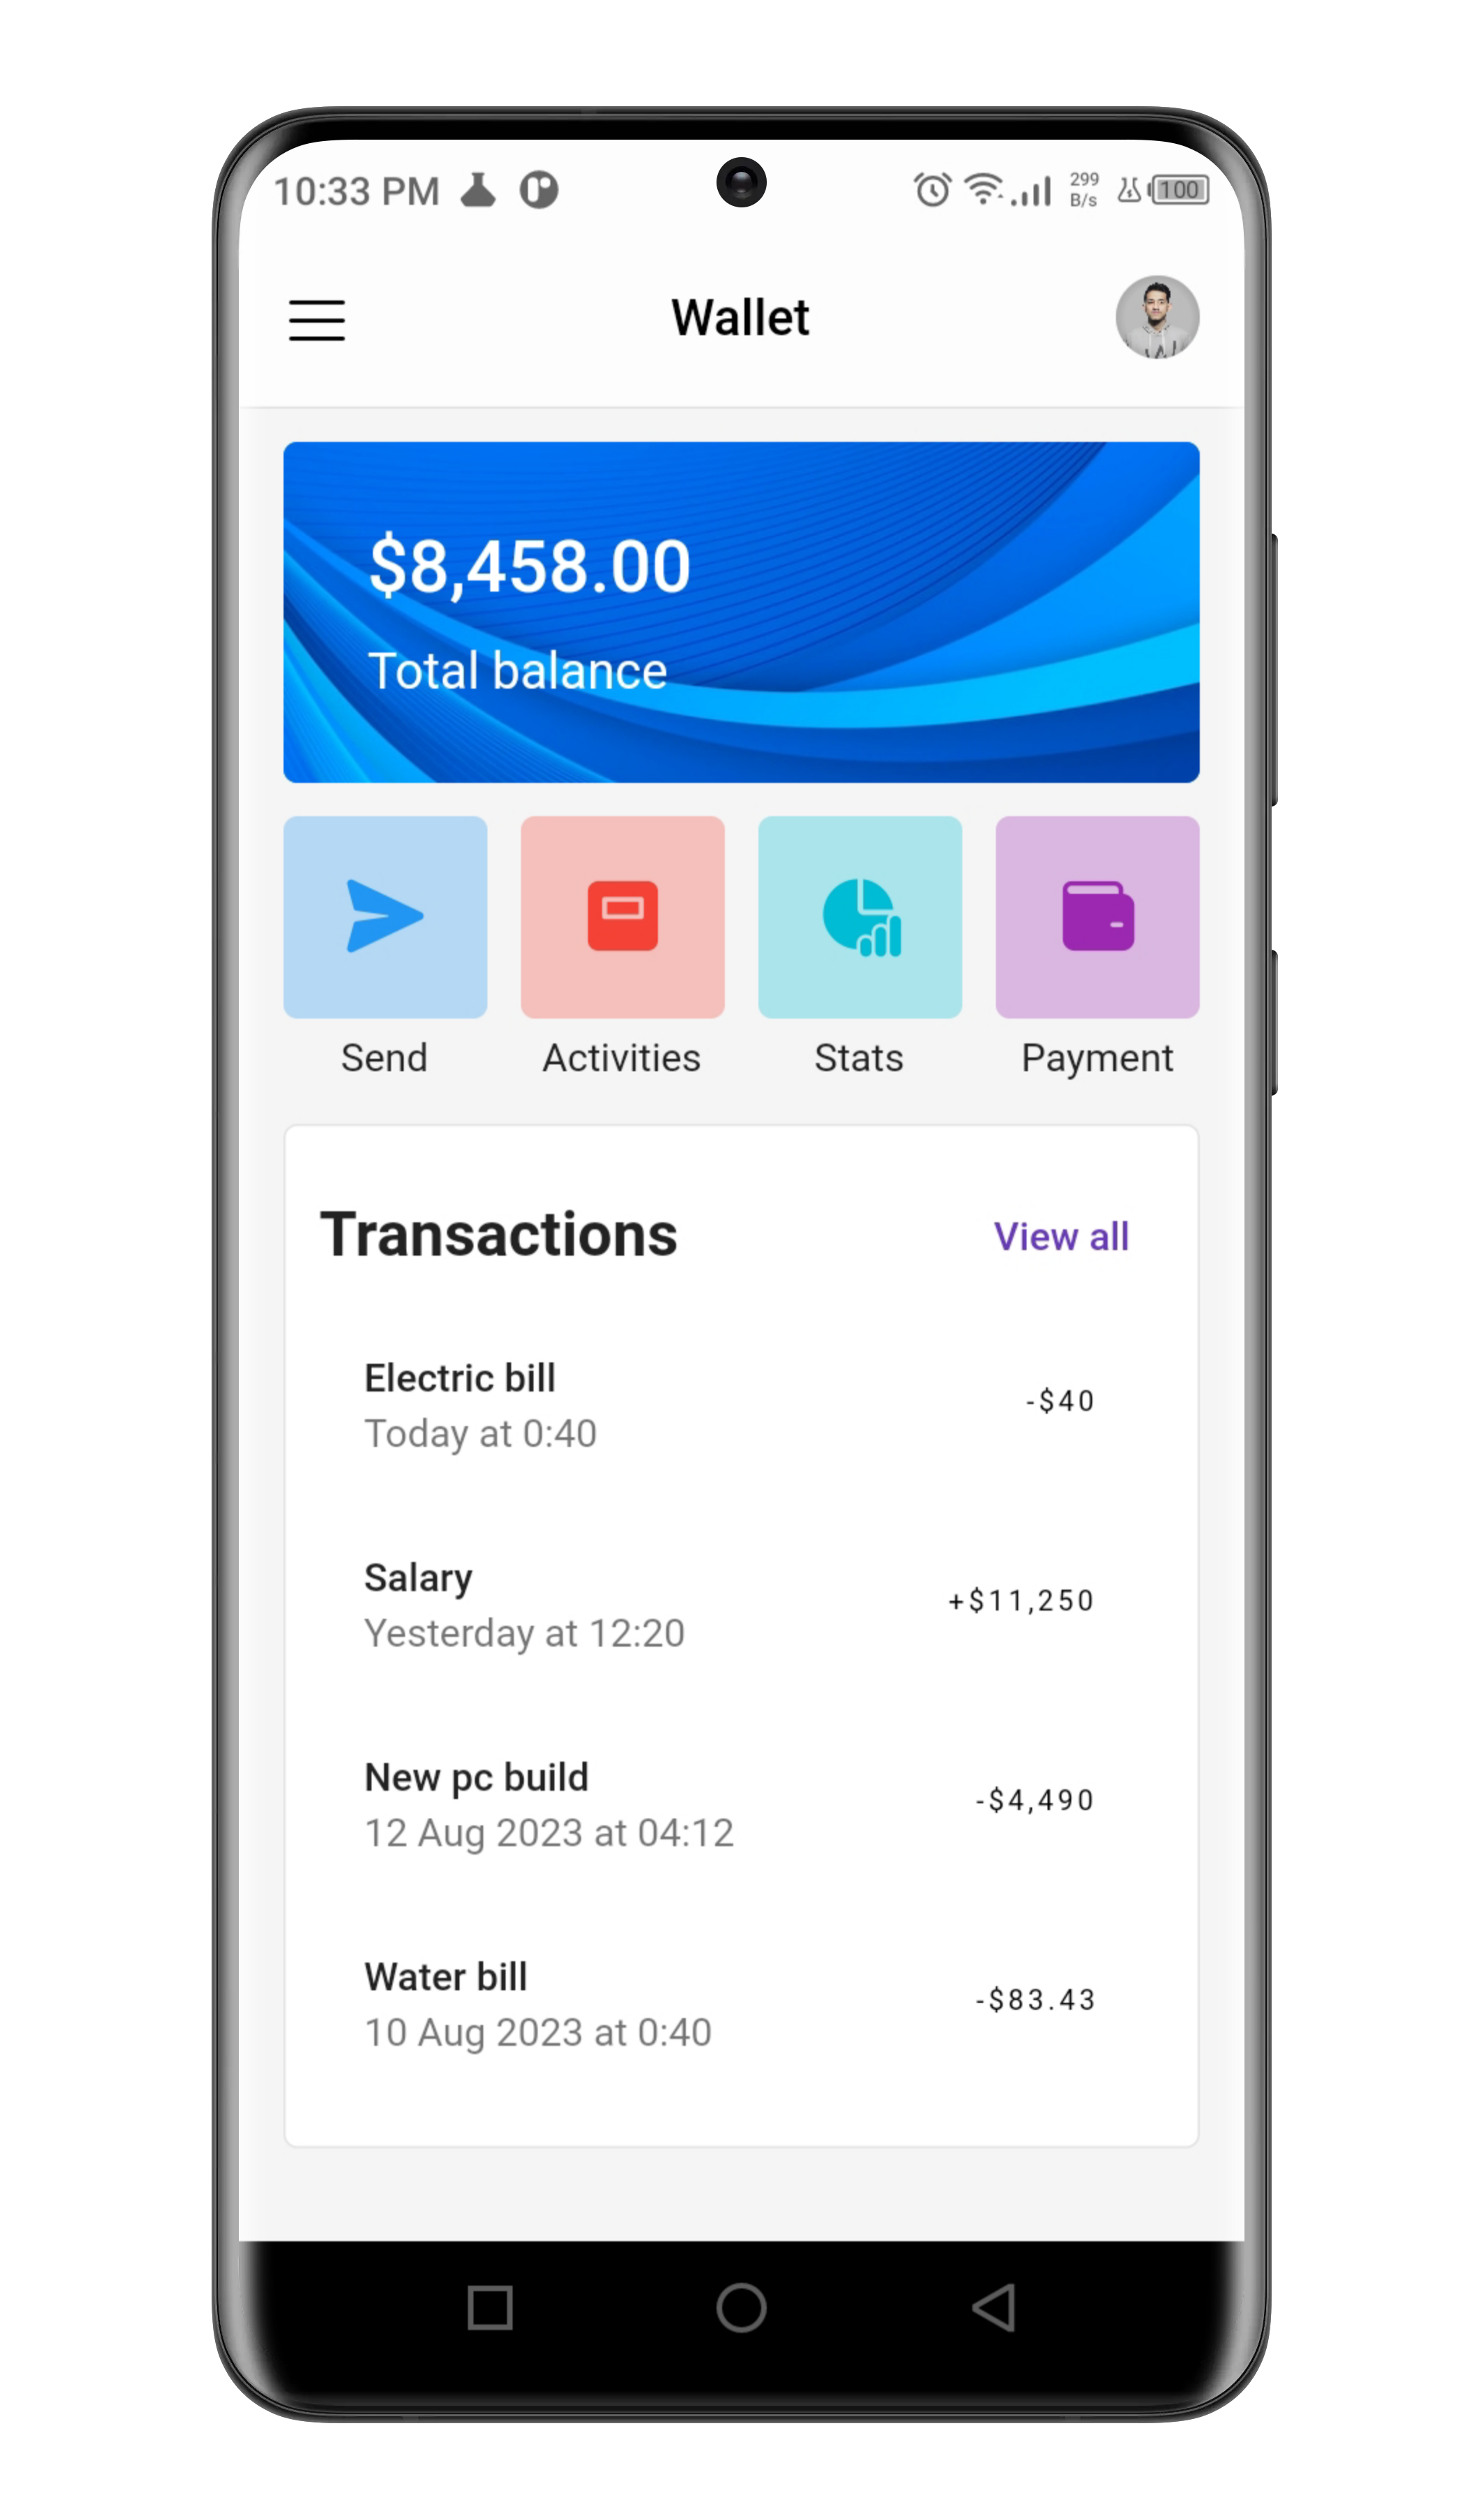 10:33 PM
299
B/s
100
Wallet
$8,458.00
Total balance
Send Activities Stats Payment
Transactions View all
Electric bill
-$40
Today at 0:40
Salary
+$11,250
Yesterday at 12:20
New pc build
-$4,490
12 Aug 2023 at 04:12
Water bill
-$83.43
10 Aug 2023 at 0:40